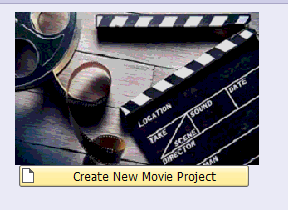 LOCATION
SOUND
DATE
TAKE
SCENE
DIRECTOR
Create New Movie Project